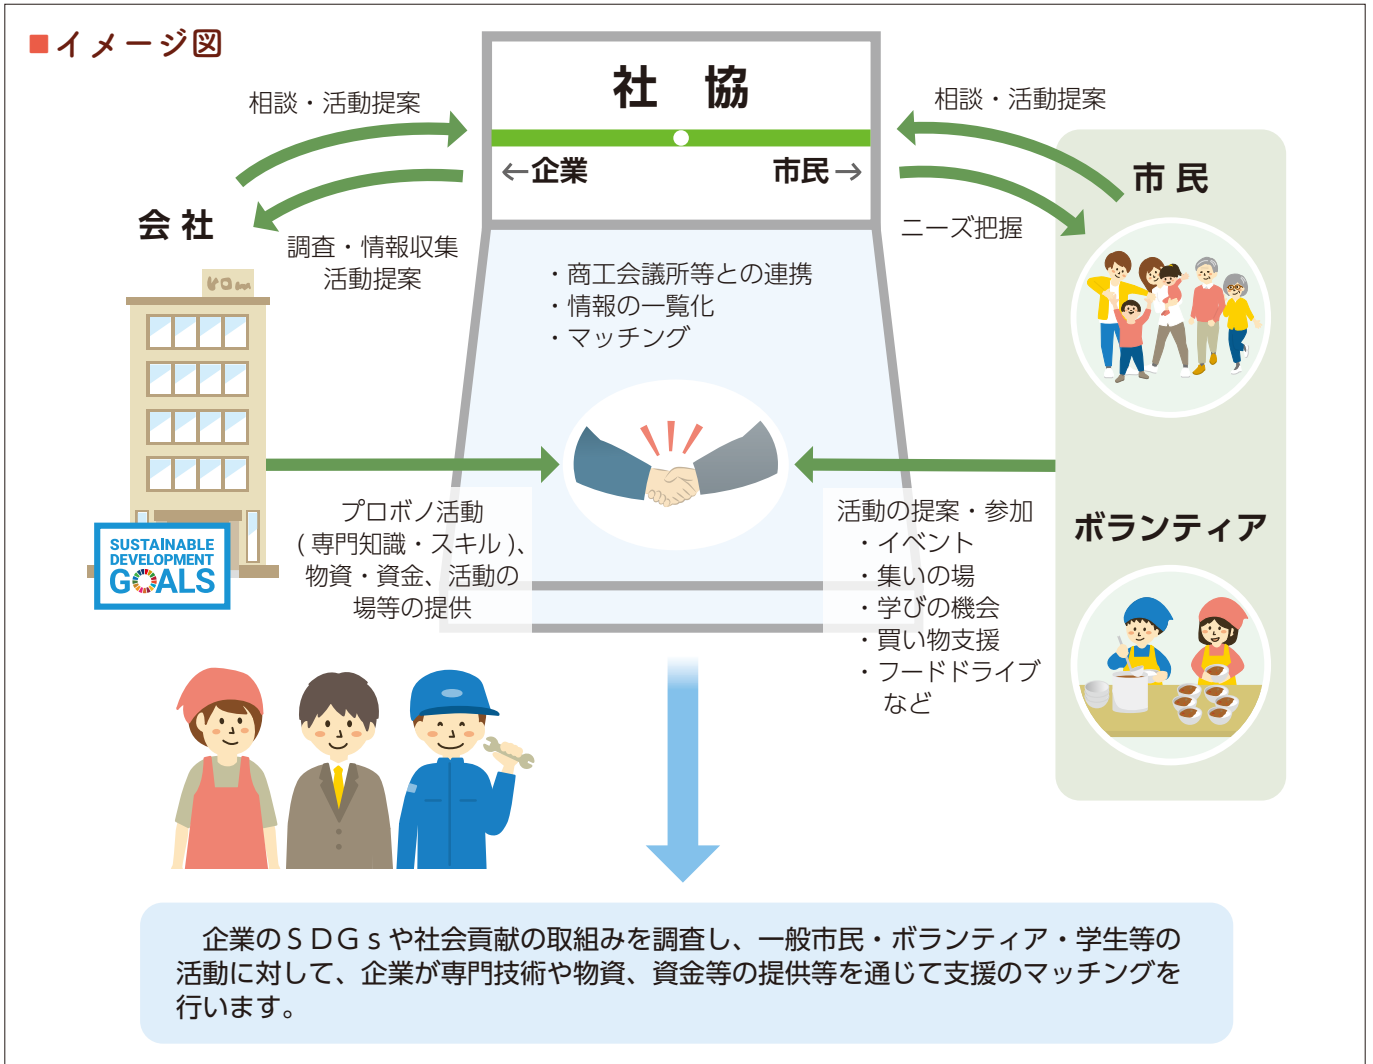 ■イメージ図
社 協
←企業
市民→
相談・活動提案
調査・情報収集
活動提案
会 社
相談・活動提案
ニーズ把握
市 民
・商工会議所等との連携
・情報の一覧化
・マッチング
プロボノ活動
( 専門知識・スキル )、
物資・資金、活動の
場等の提供
SUSTAINABLE
DEVELOPMENT
GOALS
活動の提案・参加
・イベント
・集いの場
・学びの機会
・買い物支援
・フードドライブ
など
ボランティア
企業のＳＤＧｓや社会貢献の取組みを調査し、一般市民・ボランティア・学生等の
活動に対して、企業が専門技術や物資、資金等の提供等を通じて支援のマッチングを
行います。